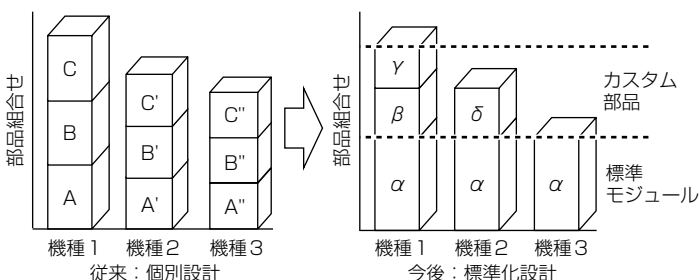 部品組合せ
C
B
A
C'
B'
A'
C"
B"
A"
機種1 機種2 機種3
従来：個別設計
部品組合せ
γ
β
α
δ
α
α
カスタム
部品
標準
モジュール
機種1 機種2 機種3
今後：標準化設計